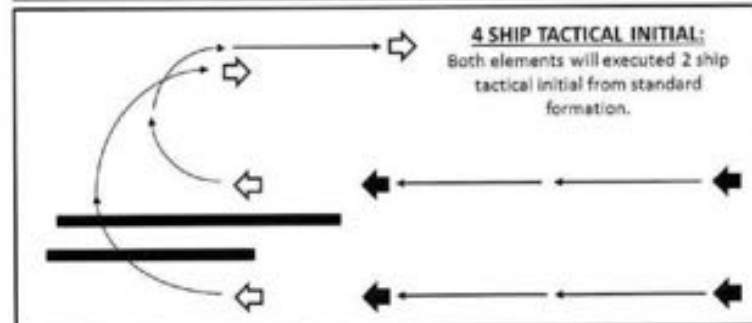 4 SHIP TACTICAL INITIAL:
Both elements will executed 2 ship
tactical initial from standard
formation.